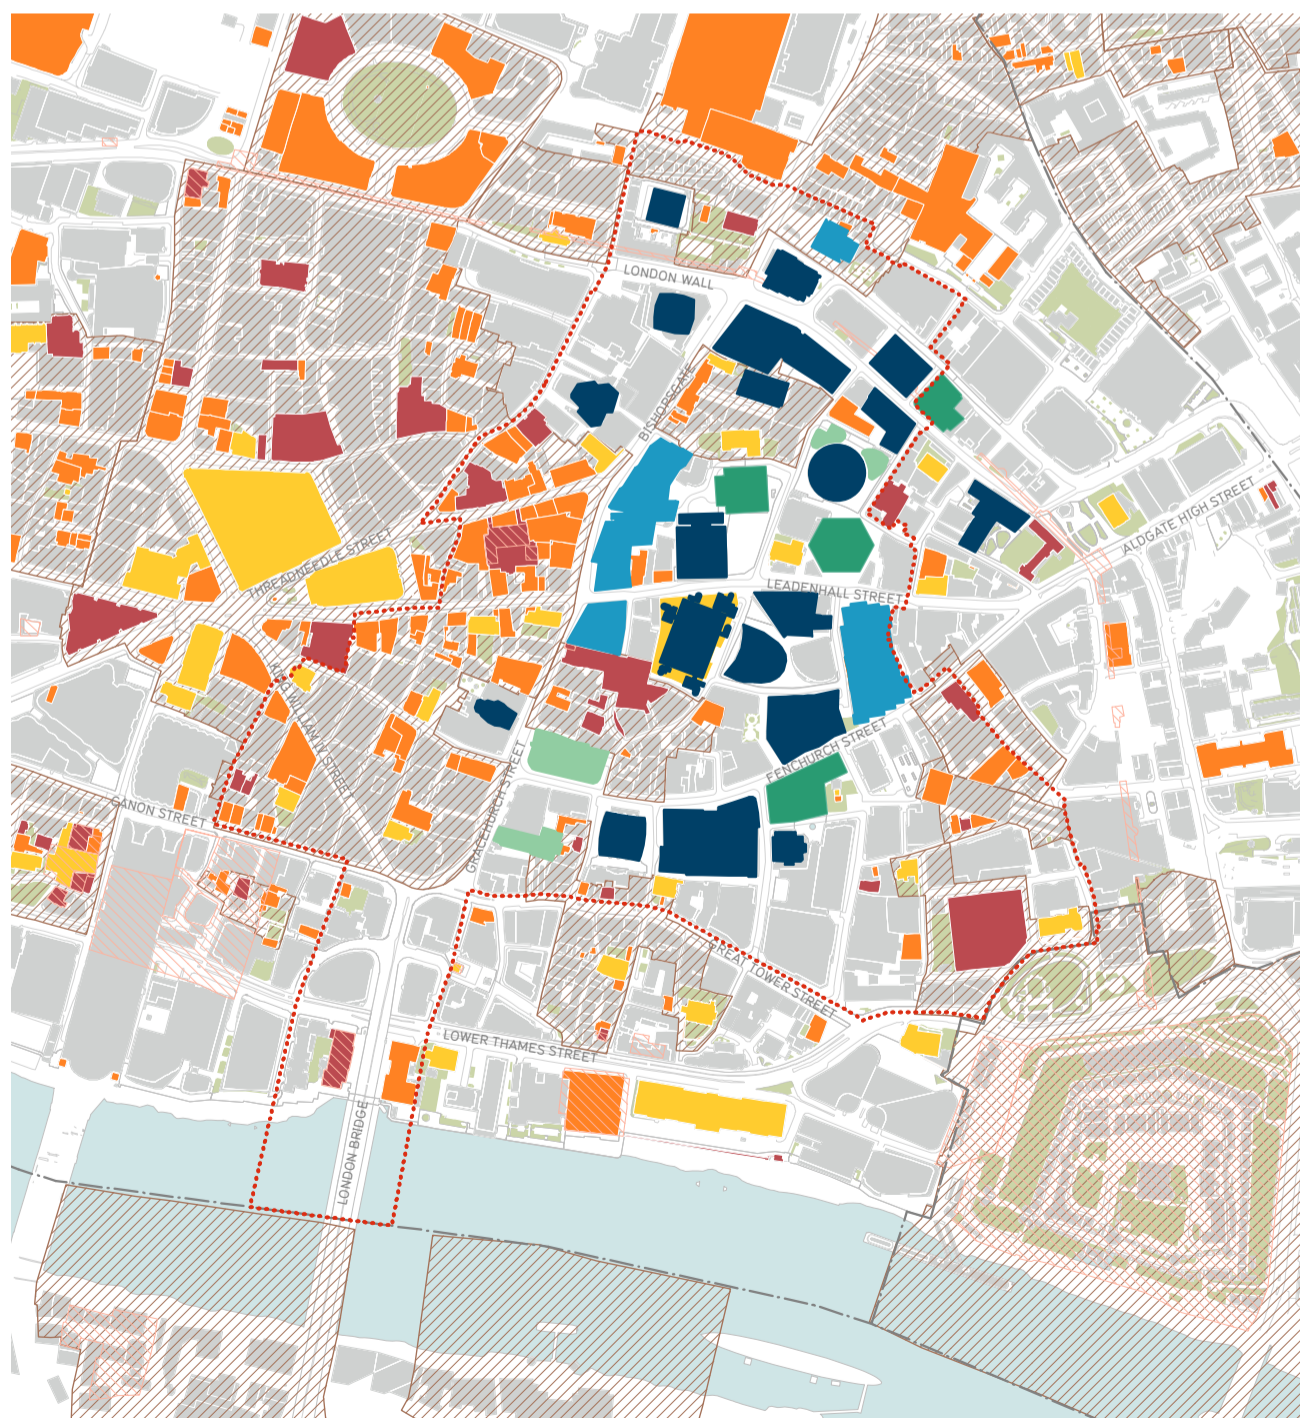 LONDON WALL
BISHOPSGATE
ALDGATE HIGH STREET
THREADNEEDLE STREET
LEADENHALL STREET
KING WILLIAM IV STREET
FENCHURCH STREET
GRACECHURCH STREET
CANON STREET
GREAT TOWER STREET
LOWER THAMES STREET
LONDON BRIDGE